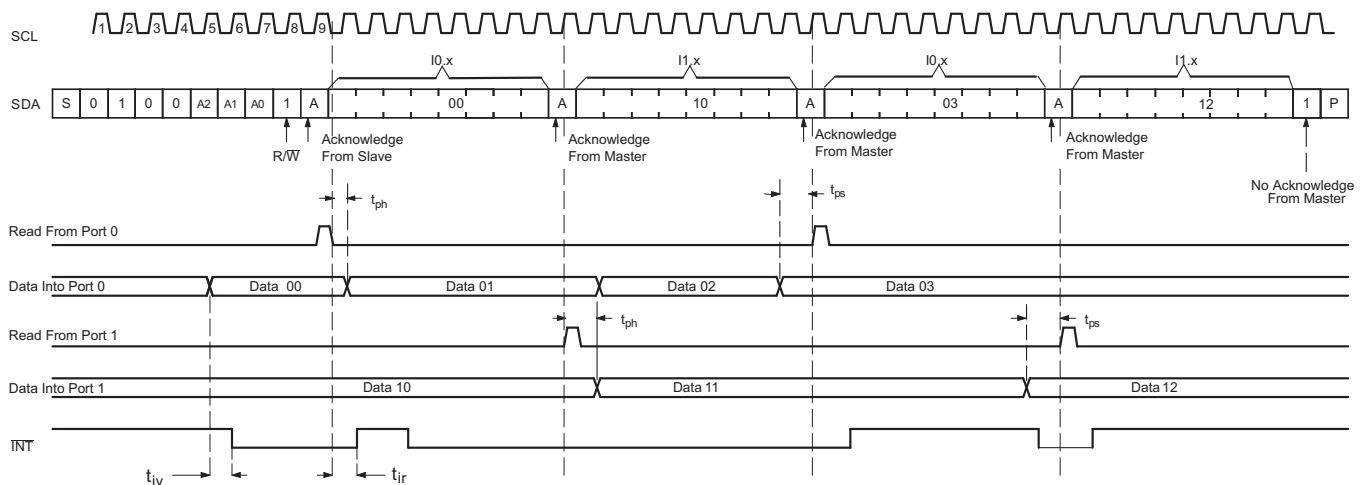 SCL 1 2 3 4 5 6 7 8 9
I0.x I1.x I0.x I1.x
SDA S 0 1 0 0 A2 A1 A0 1 A 00 A 10 A 03 A 12 1 P
R/W̅
Acknowledge
From Slave
Acknowledge
From Master
Acknowledge
From Master
Acknowledge
From Master
No Acknowledge
From Master
tph
tps
Read From Port 0
Data Into Port 0 Data 00 Data 01 Data 02 Data 03
tph
tps
Read From Port 1
Data Into Port 1 Data 10 Data 11 Data 12
I̅N̅T̅
tiv
tir